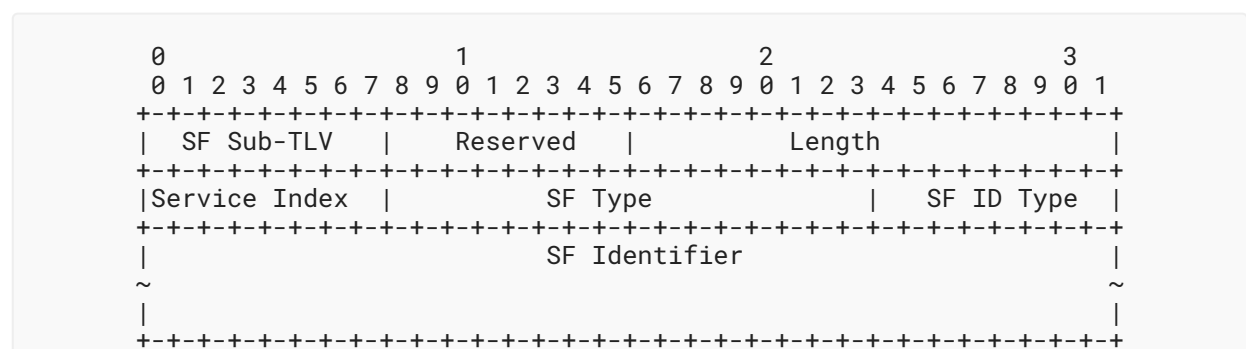 0                   1                   2                   3
 0 1 2 3 4 5 6 7 8 9 0 1 2 3 4 5 6 7 8 9 0 1 2 3 4 5 6 7 8 9 0 1
+-+-+-+-+-+-+-+-+-+-+-+-+-+-+-+-+-+-+-+-+-+-+-+-+-+-+-+-+-+-+-+-+
|  SF Sub-TLV   |    Reserved   |          Length               |
+-+-+-+-+-+-+-+-+-+-+-+-+-+-+-+-+-+-+-+-+-+-+-+-+-+-+-+-+-+-+-+-+
|Service Index  |          SF Type              |   SF ID Type  |
+-+-+-+-+-+-+-+-+-+-+-+-+-+-+-+-+-+-+-+-+-+-+-+-+-+-+-+-+-+-+-+-+
|                          SF Identifier                        |
~                                                               ~
|                                                               |
+-+-+-+-+-+-+-+-+-+-+-+-+-+-+-+-+-+-+-+-+-+-+-+-+-+-+-+-+-+-+-+-+